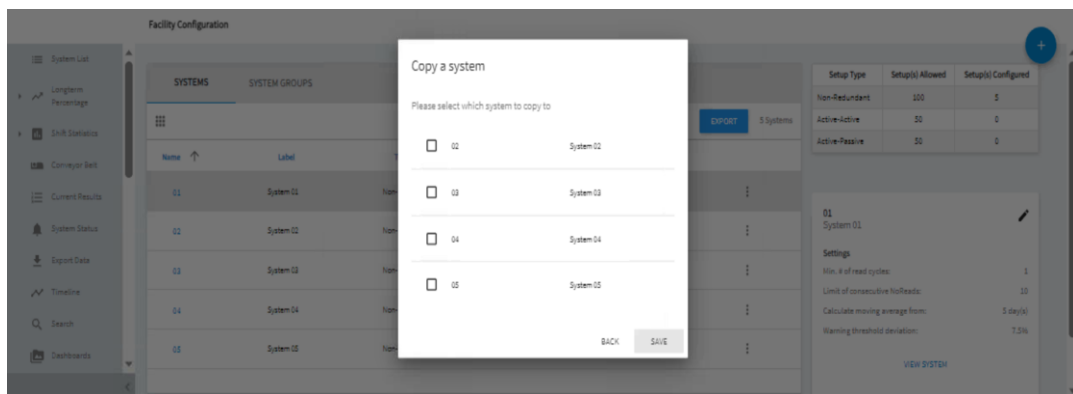 Facility Configuration
System List
Longterm
Percentage
Shift Statistics
Conveyor Belt
Current Results
System Status
Export Data
Timeline
Search
Dashboards
SYSTEMS SYSTEM GROUPS
EXPORT 5 Systems
Name Label
01 System 01 Non-
02 System 02 Non-
03 System 03 Non-
04 System 04 Non-
05 System 05 Non-
Copy a system
Please select which system to copy to
02 System 02
03 System 03
04 System 04
05 System 05
BACK SAVE
+
Setup Type Setup(s) Allowed Setup(s) Configured
Non-Redundant 100 5
Active-Active 50 0
Active-Passive 50 0
01
System 01
Settings
Min. # of read cycles: 1
Limit of consecutive NoReads: 10
Calculate moving average from: 5 day(s)
Warning threshold deviation: 7.5%
VIEW SYSTEM